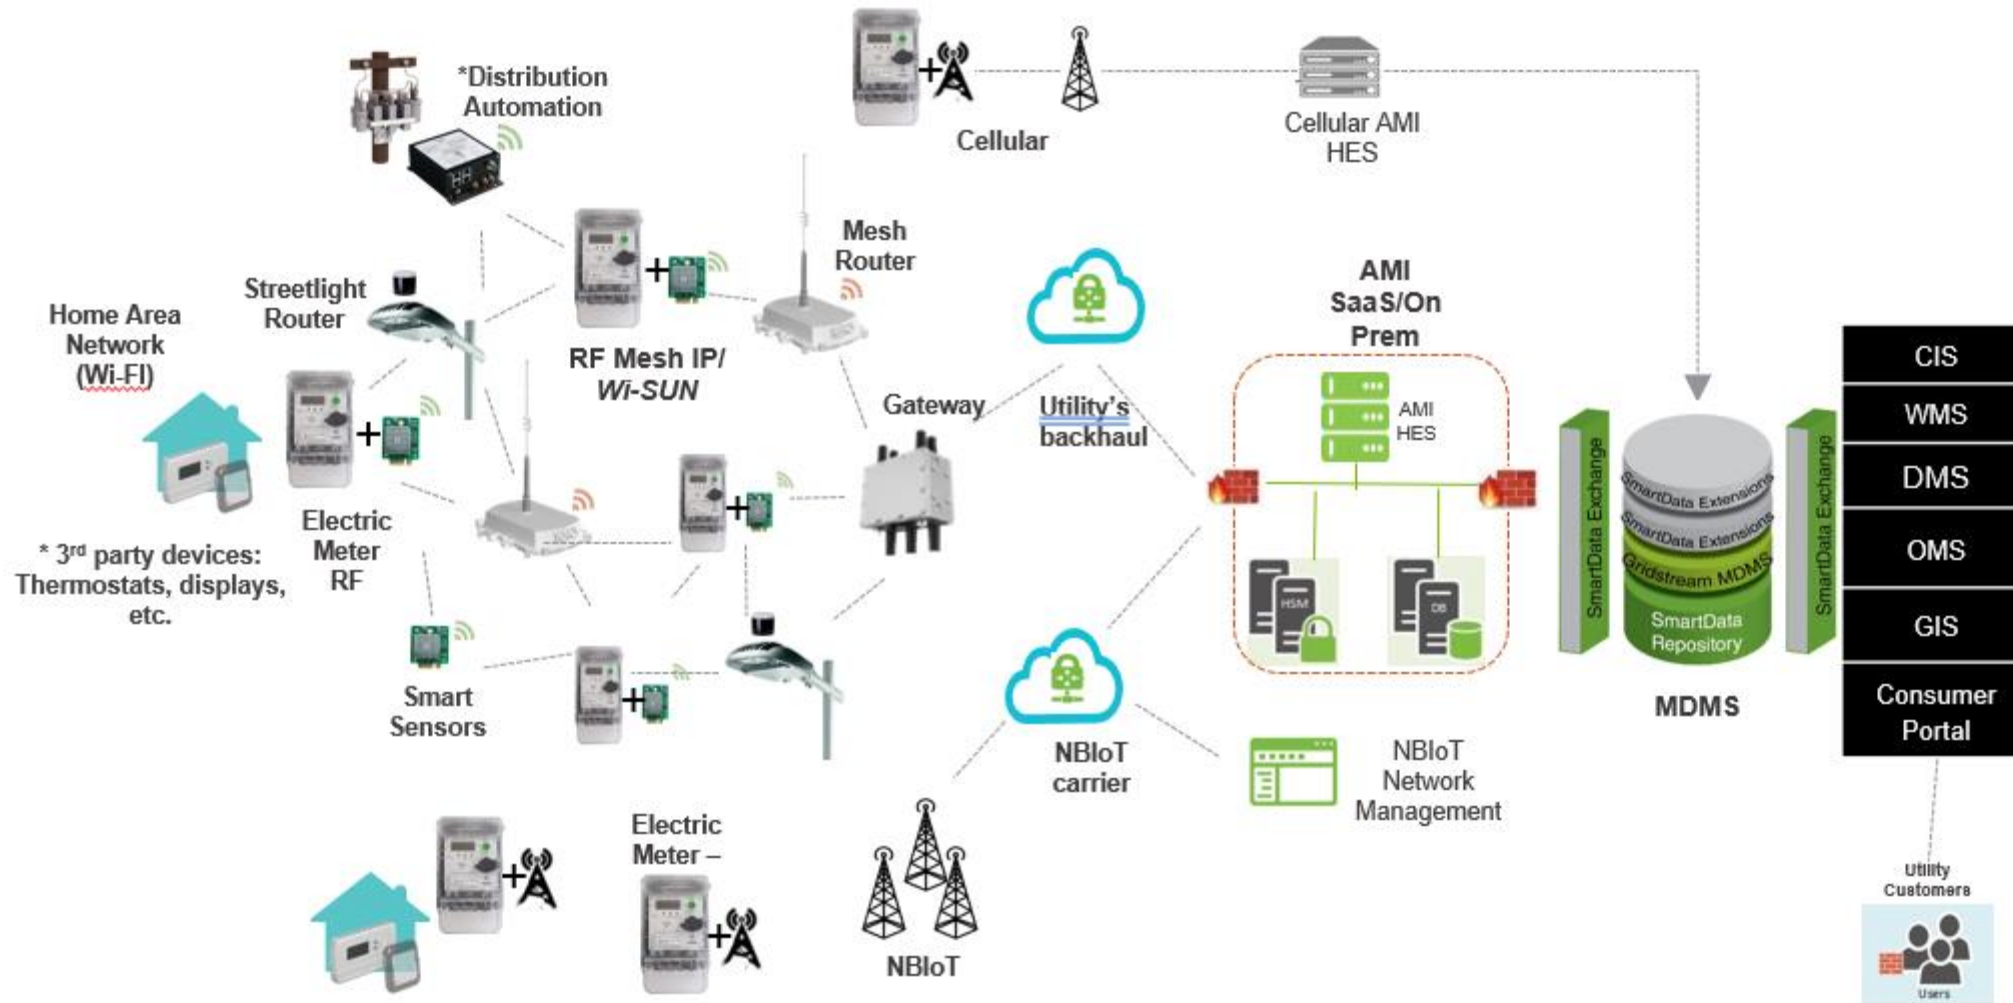 *Distribution
Automation
Cellular
Cellular AMI
HES
Mesh
Router
Streetlight
Router
Home Area
Network
(Wi-FI)
RF Mesh IP/
Wi-SUN
Gateway
Utility's
backhaul
AMI
SaaS/On
Prem
AMI
HES
HSM
DB
Electric
Meter
RF
* 3rd party devices:
Thermostats, displays,
etc.
Smart
Sensors
NBIoT
carrier
NBIoT
Network
Management
Electric
Meter –
NBIoT
SmartData Exchange
SmartData Extensions
SmartData Extensions
Gridstream MDMS
SmartData
Repository
MDMS
SmartData Exchange
CIS
WMS
DMS
OMS
GIS
Consumer
Portal
Utility
Customers
Users